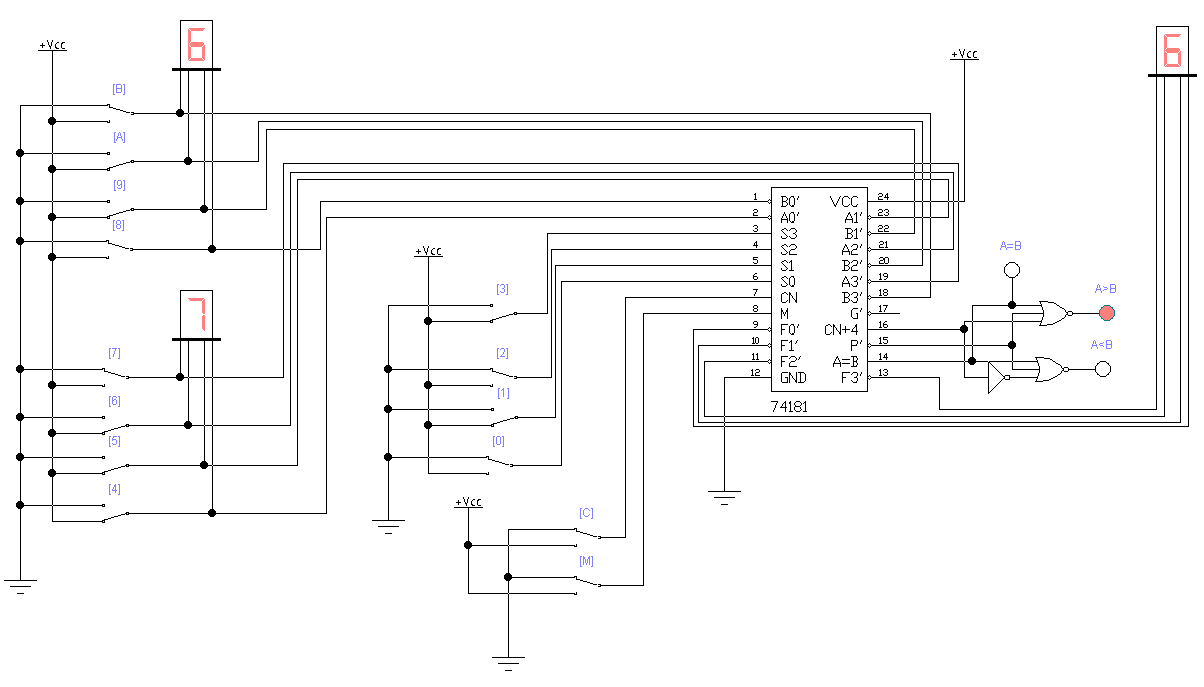 +Vcc
6
[B]
[A]
[9]
[8]
7
[7]
[6]
[5]
[4]
+Vcc
[3]
[2]
[1]
[0]
+Vcc
[C]
[M]
+Vcc
6
1 B0' VCC 24
2 A0' A1' 23
3 S3 B1' 22
4 S2 A2' 21
5 S1 B2' 20
6 S0 A3' 19
7 CN B3' 18
8 M G' 17
9 F0' CN+4 16
10 F1' P' 15
11 F2' A=B 14
12 GND F3' 13
74181
A=B
A>B
A<B